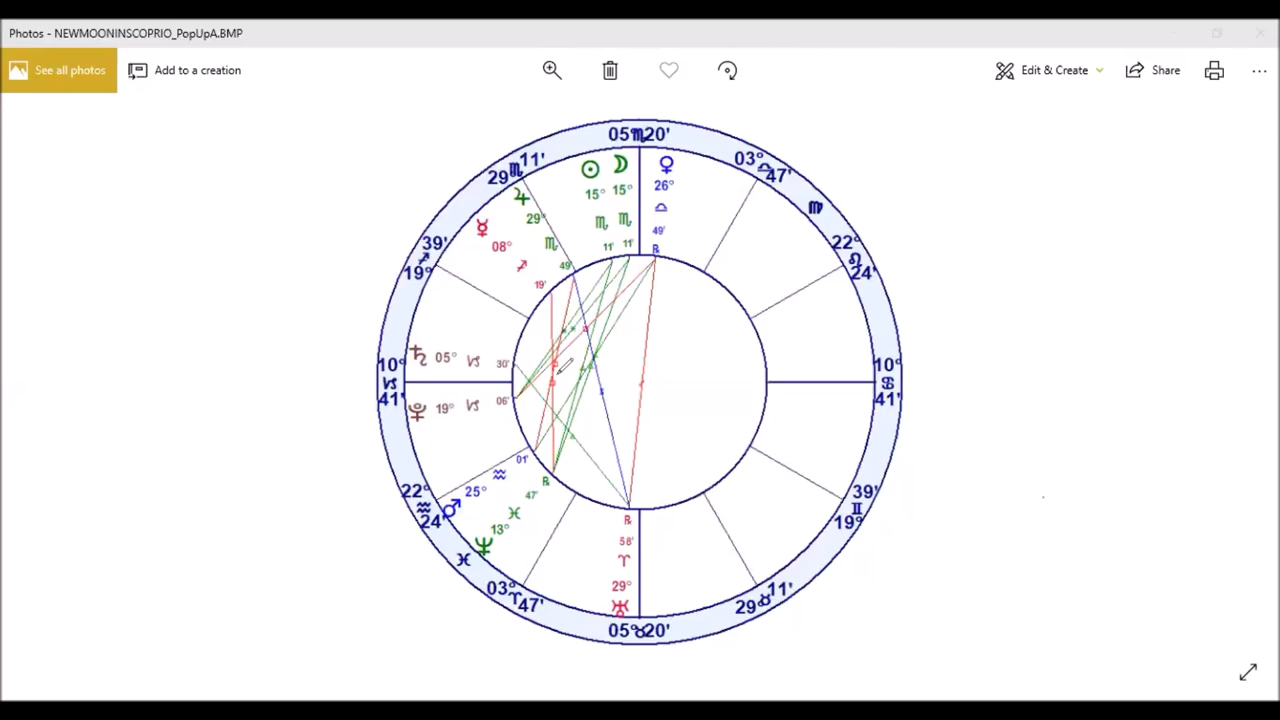 Photos - NEWMOONINSCOPRIO_PopUpA.BMP
See all photos
Add to a creation
Edit & Create
Share
05°♏20'
03°♎47'
♍
22°♌24'
10°♋41'
39'♊19°
29°♉11'
05°♉20'
03°♈47'
♓
22°♒24'
10°♑41'
39'♐19°
29°♏11'
☉ 15° ♏ 11'
☽ 15° ♏ 11'
♀ 26° ♎ 49' ℞
♃ 29° ♏ 49'
☿ 08° ♐ 19'
♄ 05° ♑ 30'
♇ 19° ♑ 06'
♂ 25° ♒ 01'
♆ 13° ♓ 47' ℞
♅ 29° ♈ 58' ℞